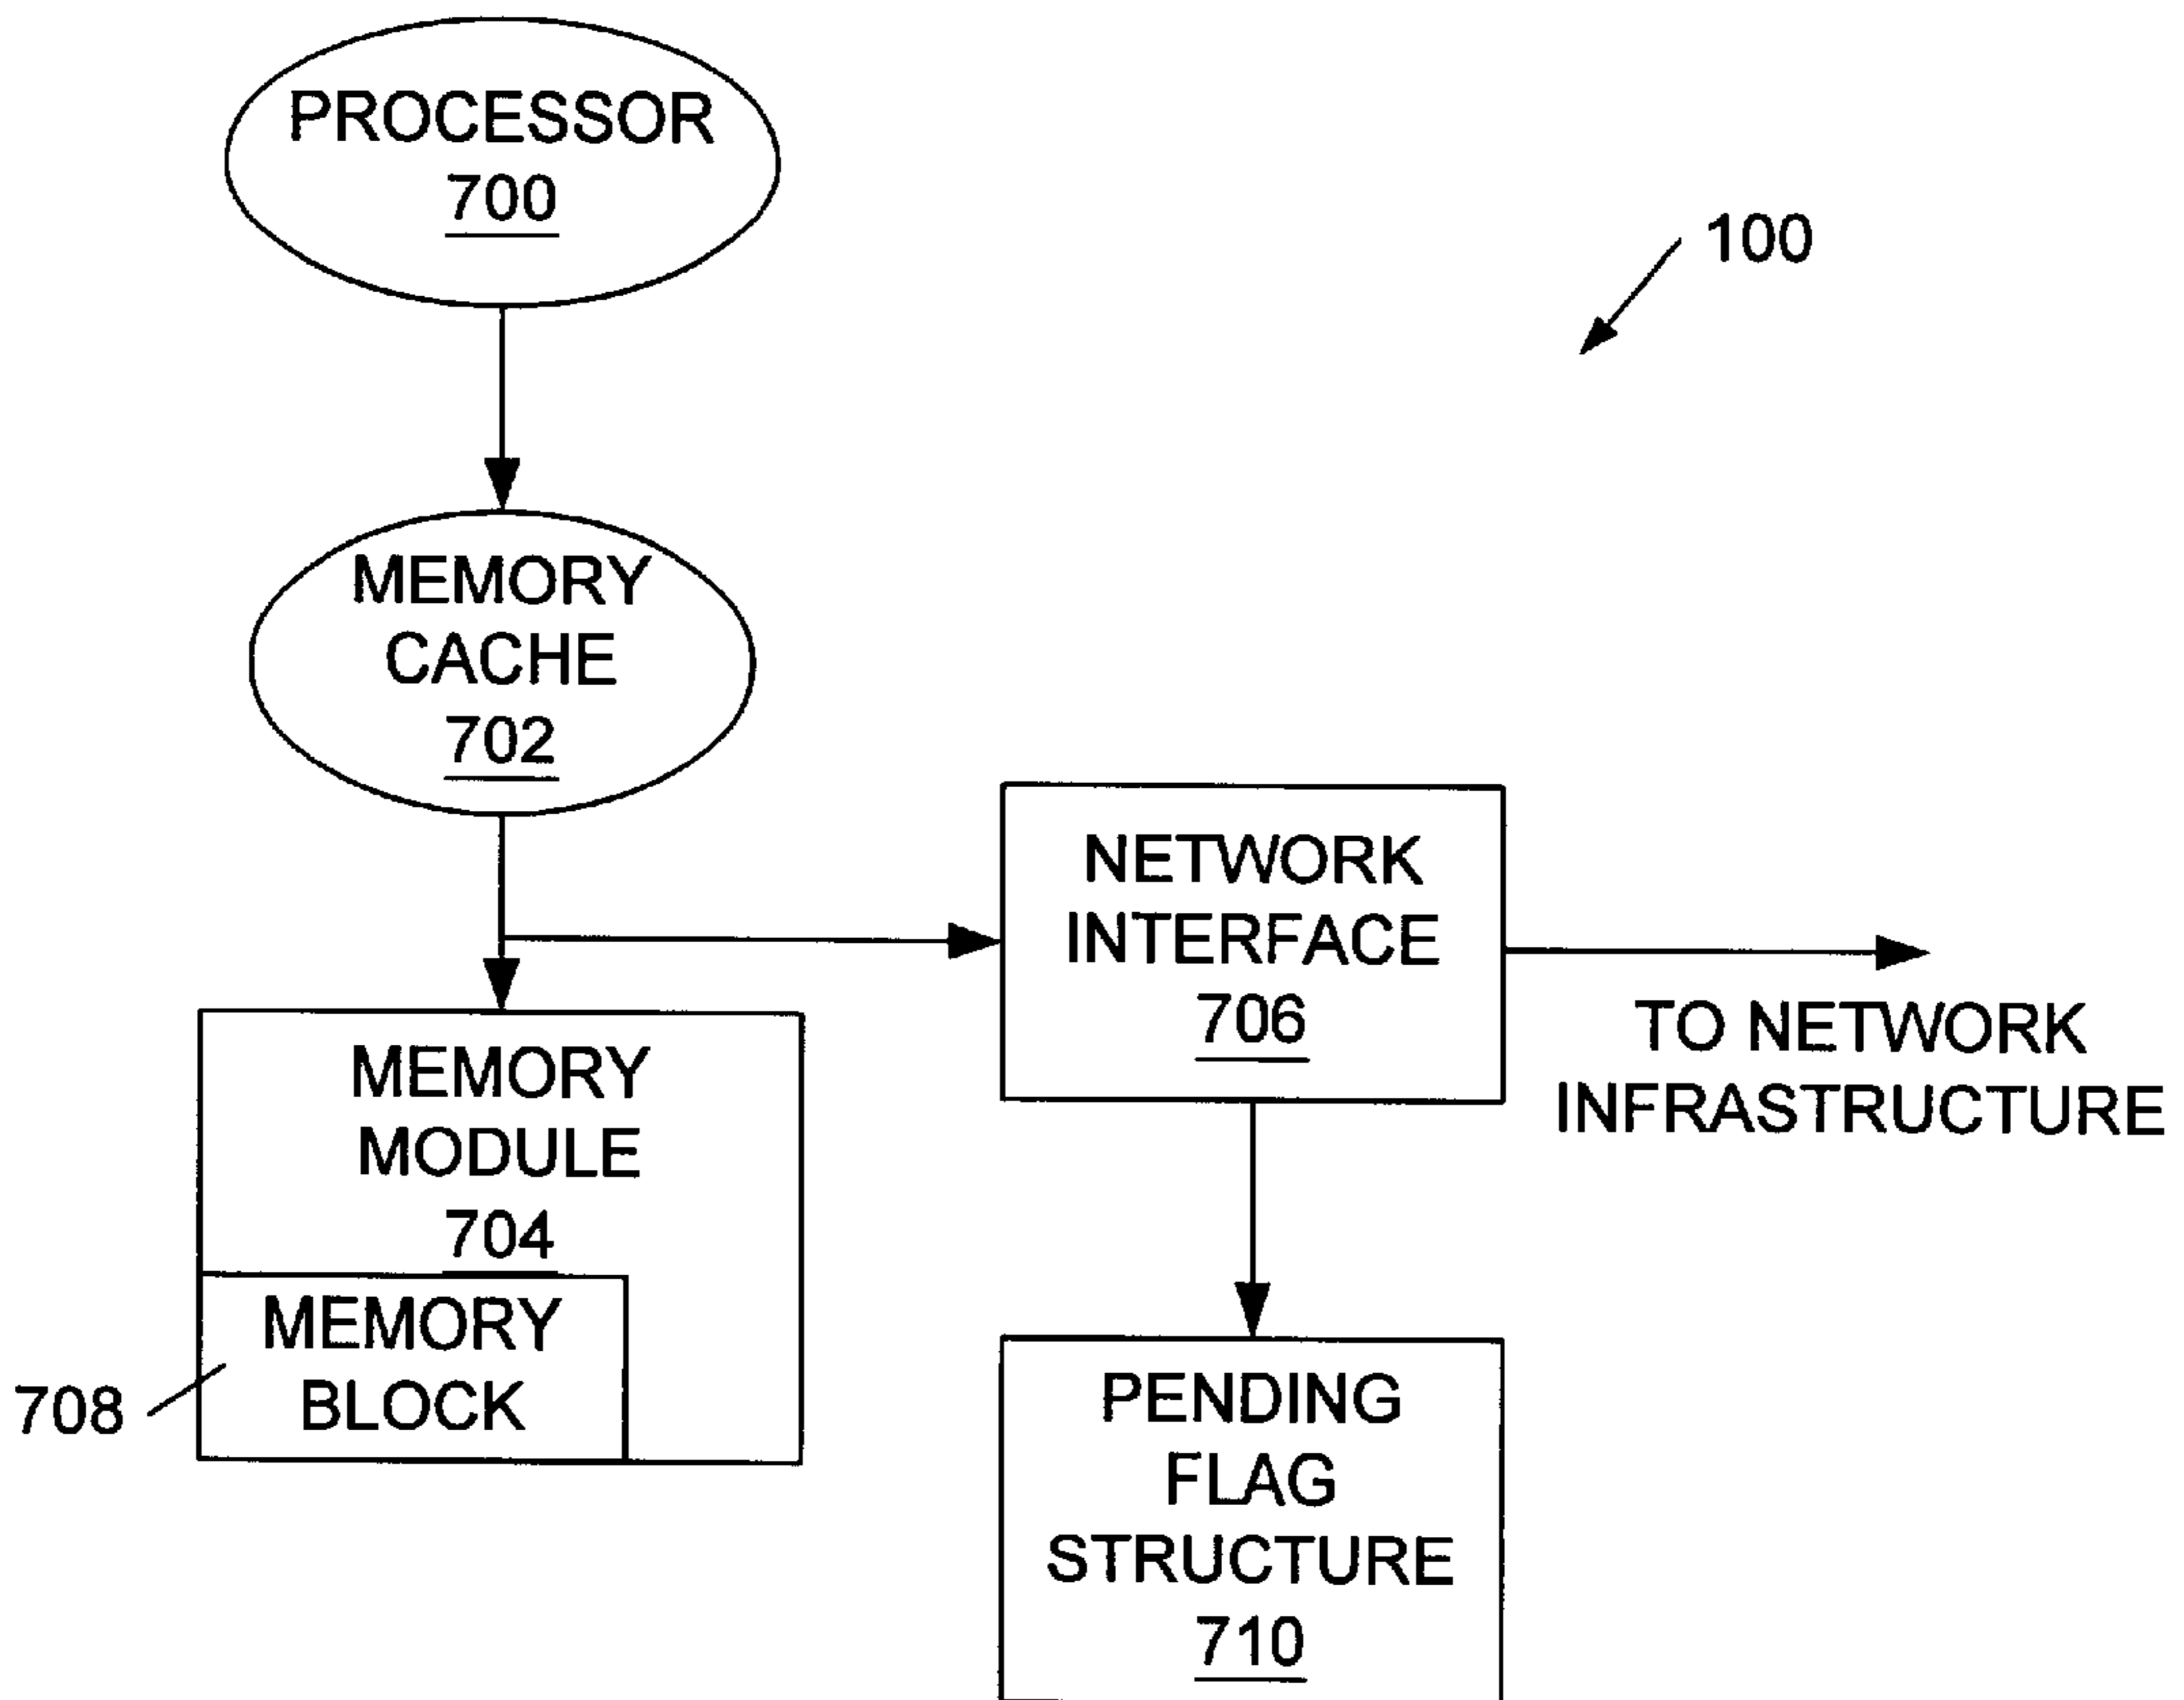 PROCESSOR
700
100
MEMORY
CACHE
702
NETWORK
INTERFACE
706
TO NETWORK
INFRASTRUCTURE
MEMORY
MODULE
704
MEMORY
BLOCK
708
PENDING
FLAG
STRUCTURE
710